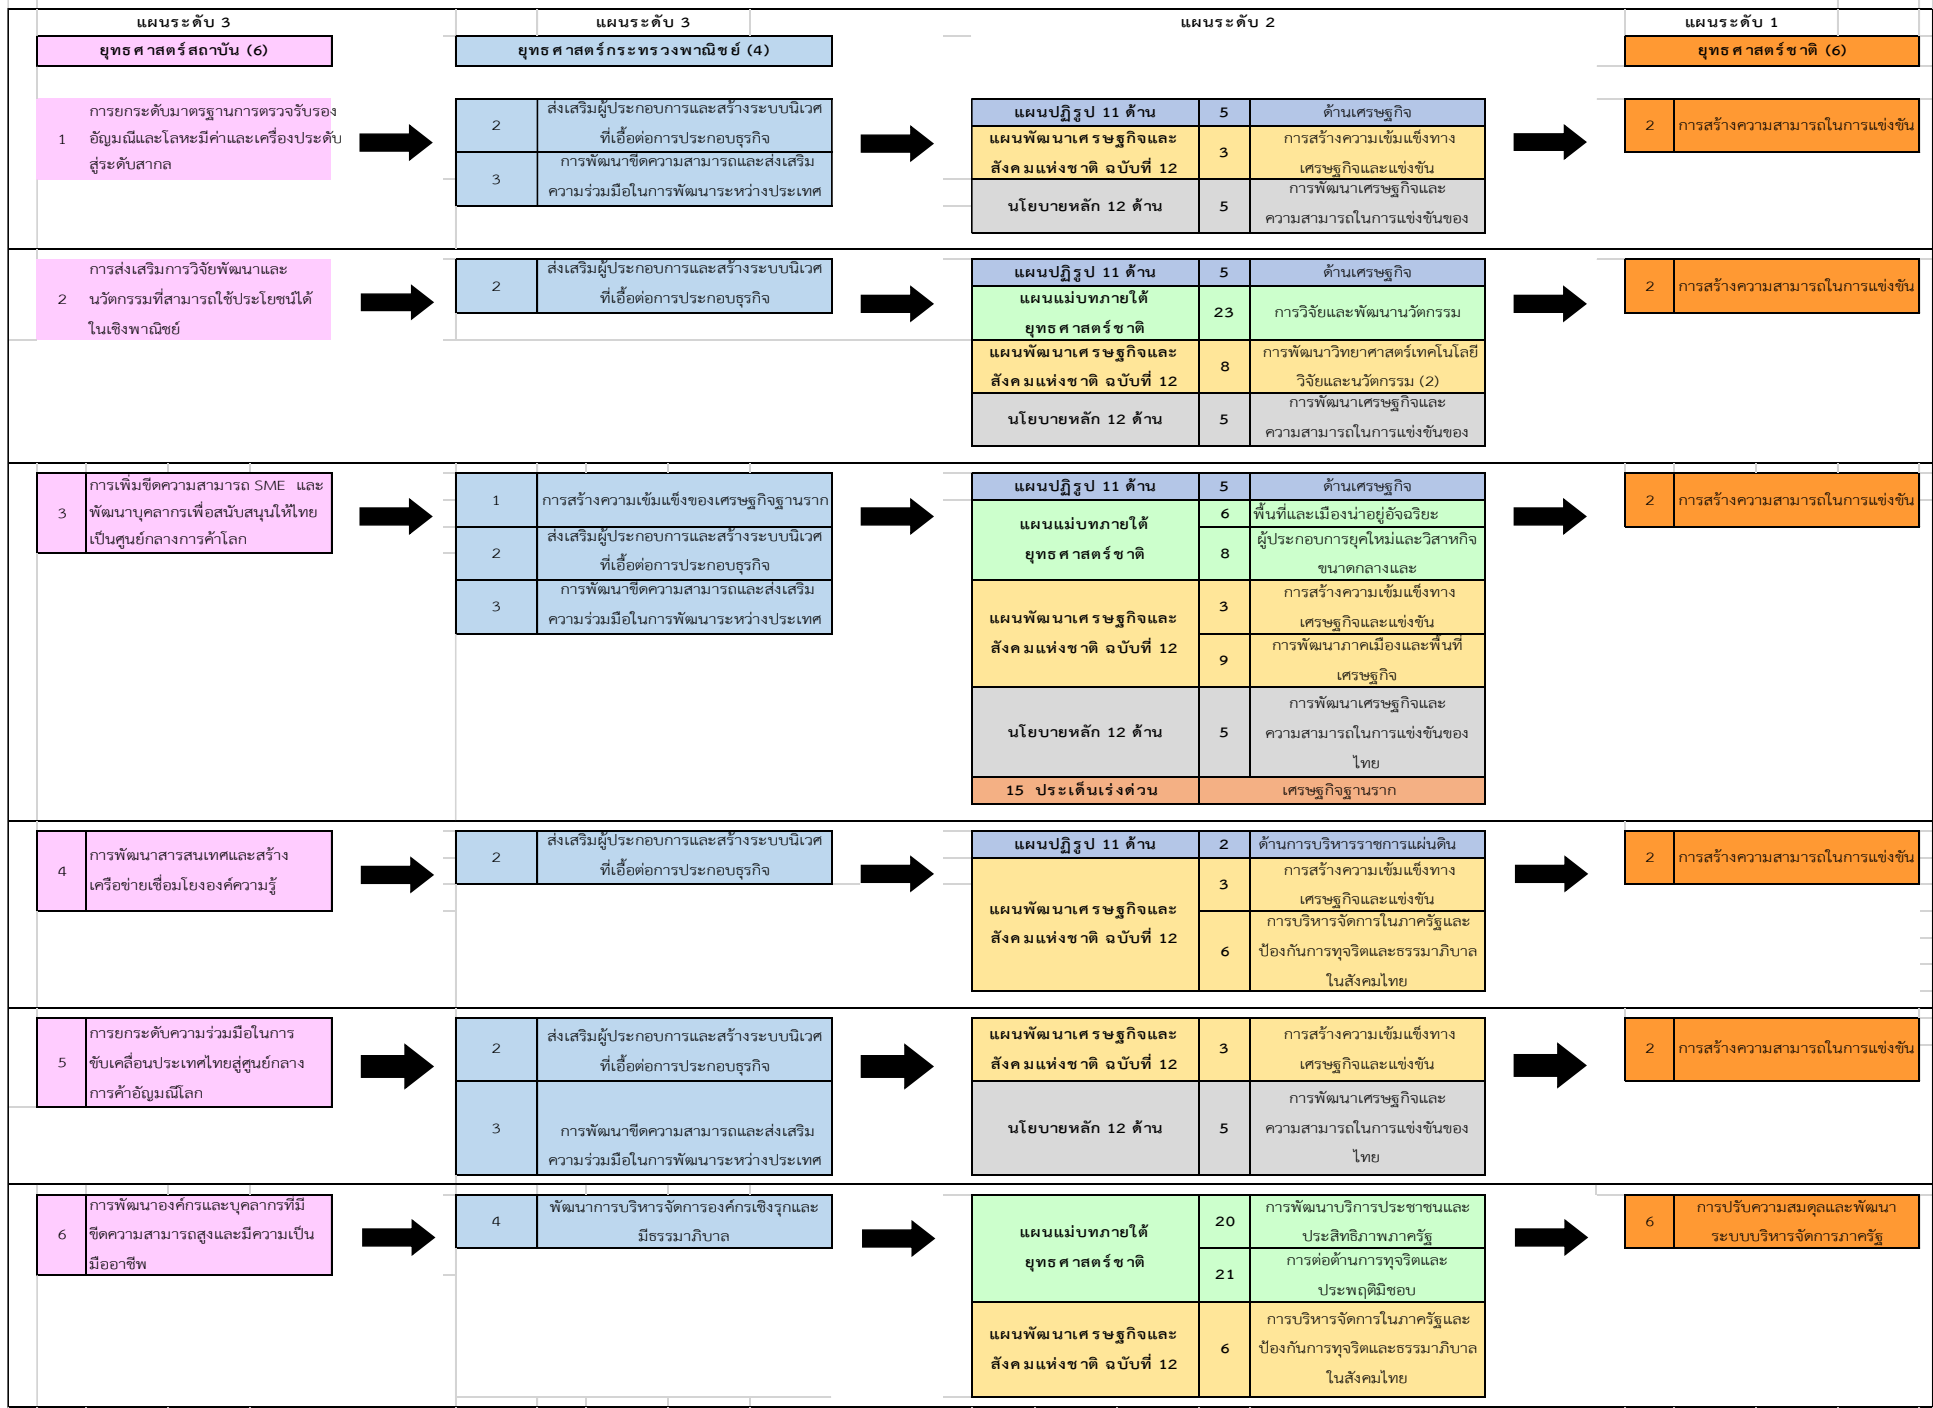 แผนระดับ 3
แผนระดับ 3
แผนระดับ 2
แผนระดับ 1
ยุทธศาสตร์สถาบัน (6)
ยุทธศาสตร์กระทรวงพาณิชย์ (4)
ยุทธศาสตร์ชาติ (6)
1
การยกระดับมาตรฐานการตรวจรับรอง
อัญมณีและโลหะมีค่าและเครื่องประดับ
สู่ระดับสากล
2
ส่งเสริมผู้ประกอบการและสร้างระบบนิเวศ
ที่เอื้อต่อการประกอบธุรกิจ
3
การพัฒนาขีดความสามารถและส่งเสริม
ความร่วมมือในการพัฒนาระหว่างประเทศ
แผนปฏิรูป 11 ด้าน 5 ด้านเศรษฐกิจ
แผนพัฒนาเศรษฐกิจและ
สังคมแห่งชาติ ฉบับที่ 12
3
การสร้างความเข้มแข็งทาง
เศรษฐกิจและแข่งขัน
นโยบายหลัก 12 ด้าน 5
การพัฒนาเศรษฐกิจและ
ความสามารถในการแข่งขันของ
2 การสร้างความสามารถในการแข่งขัน
2
การส่งเสริมการวิจัยพัฒนาและ
นวัตกรรมที่สามารถใช้ประโยชน์ได้
ในเชิงพาณิชย์
2
ส่งเสริมผู้ประกอบการและสร้างระบบนิเวศ
ที่เอื้อต่อการประกอบธุรกิจ
แผนปฏิรูป 11 ด้าน 5 ด้านเศรษฐกิจ
แผนแม่บทภายใต้
ยุทธศาสตร์ชาติ
23 การวิจัยและพัฒนานวัตกรรม
แผนพัฒนาเศรษฐกิจและ
สังคมแห่งชาติ ฉบับที่ 12
8
การพัฒนาวิทยาศาสตร์เทคโนโลยี
วิจัยและนวัตกรรม (2)
นโยบายหลัก 12 ด้าน 5
การพัฒนาเศรษฐกิจและ
ความสามารถในการแข่งขันของ
2 การสร้างความสามารถในการแข่งขัน
3
การเพิ่มขีดความสามารถ SME และ
พัฒนาบุคลากรเพื่อสนับสนุนให้ไทย
เป็นศูนย์กลางการค้าโลก
1 การสร้างความเข้มแข็งของเศรษฐกิจฐานราก
2
ส่งเสริมผู้ประกอบการและสร้างระบบนิเวศ
ที่เอื้อต่อการประกอบธุรกิจ
3
การพัฒนาขีดความสามารถและส่งเสริม
ความร่วมมือในการพัฒนาระหว่างประเทศ
แผนปฏิรูป 11 ด้าน 5 ด้านเศรษฐกิจ
แผนแม่บทภายใต้
ยุทธศาสตร์ชาติ
6 พื้นที่และเมืองน่าอยู่อัจฉริยะ
8
ผู้ประกอบการยุคใหม่และวิสาหกิจ
ขนาดกลางและ
แผนพัฒนาเศรษฐกิจและ
สังคมแห่งชาติ ฉบับที่ 12
3
การสร้างความเข้มแข็งทาง
เศรษฐกิจและแข่งขัน
9
การพัฒนาภาคเมืองและพื้นที่
เศรษฐกิจ
นโยบายหลัก 12 ด้าน 5
การพัฒนาเศรษฐกิจและ
ความสามารถในการแข่งขันของ
ไทย
15 ประเด็นเร่งด่วน เศรษฐกิจฐานราก
2 การสร้างความสามารถในการแข่งขัน
4
การพัฒนาสารสนเทศและสร้าง
เครือข่ายเชื่อมโยงองค์ความรู้
2
ส่งเสริมผู้ประกอบการและสร้างระบบนิเวศ
ที่เอื้อต่อการประกอบธุรกิจ
แผนปฏิรูป 11 ด้าน 2 ด้านการบริหารราชการแผ่นดิน
แผนพัฒนาเศรษฐกิจและ
สังคมแห่งชาติ ฉบับที่ 12
3
การสร้างความเข้มแข็งทาง
เศรษฐกิจและแข่งขัน
6
การบริหารจัดการในภาครัฐและ
ป้องกันการทุจริตและธรรมาภิบาล
ในสังคมไทย
2 การสร้างความสามารถในการแข่งขัน
5
การยกระดับความร่วมมือในการ
ขับเคลื่อนประเทศไทยสู่ศูนย์กลาง
การค้าอัญมณีโลก
2
ส่งเสริมผู้ประกอบการและสร้างระบบนิเวศ
ที่เอื้อต่อการประกอบธุรกิจ
3
การพัฒนาขีดความสามารถและส่งเสริม
ความร่วมมือในการพัฒนาระหว่างประเทศ
แผนพัฒนาเศรษฐกิจและ
สังคมแห่งชาติ ฉบับที่ 12
3
การสร้างความเข้มแข็งทาง
เศรษฐกิจและแข่งขัน
นโยบายหลัก 12 ด้าน 5
การพัฒนาเศรษฐกิจและ
ความสามารถในการแข่งขันของ
ไทย
2 การสร้างความสามารถในการแข่งขัน
6
การพัฒนาองค์กรและบุคลากรที่มี
ขีดความสามารถสูงและมีความเป็น
มืออาชีพ
4
พัฒนาการบริหารจัดการองค์กรเชิงรุกและ
มีธรรมาภิบาล
แผนแม่บทภายใต้
ยุทธศาสตร์ชาติ
20
การพัฒนาบริการประชาชนและ
ประสิทธิภาพภาครัฐ
21
การต่อต้านการทุจริตและ
ประพฤติมิชอบ
แผนพัฒนาเศรษฐกิจและ
สังคมแห่งชาติ ฉบับที่ 12
6
การบริหารจัดการในภาครัฐและ
ป้องกันการทุจริตและธรรมาภิบาล
ในสังคมไทย
6
การปรับความสมดุลและพัฒนา
ระบบบริหารจัดการภาครัฐ